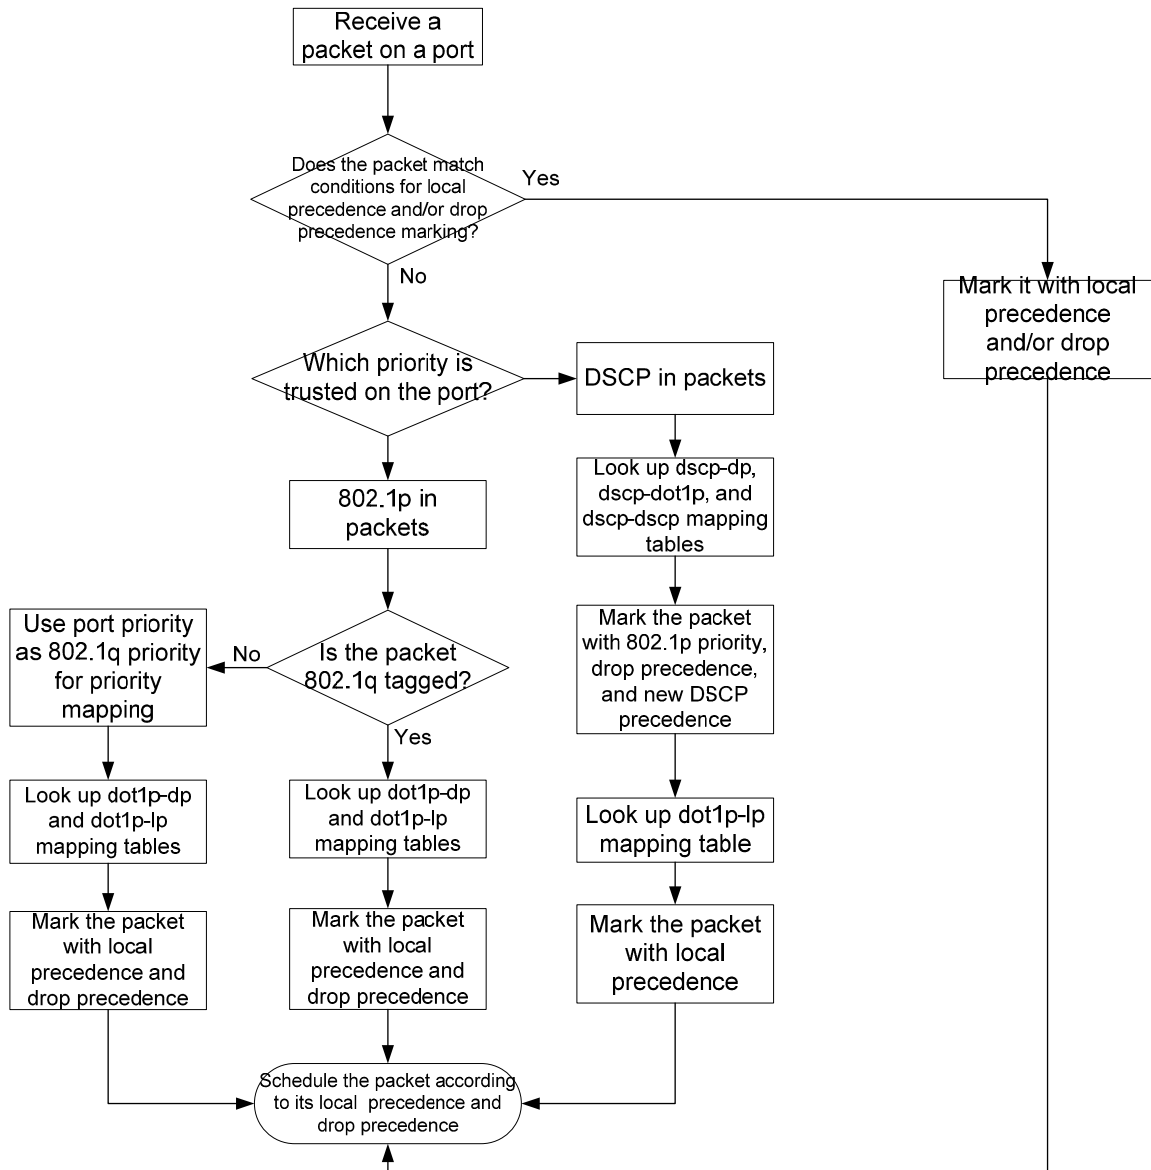 Receive a
packet on a port
Does the packet match
conditions for local
precedence and/or drop
precedence marking?
Yes
No
Mark it with local
precedence
and/or drop
precedence
Which priority is
trusted on the port?
DSCP in packets
802.1p in
packets
Look up dscp-dp,
dscp-dot1p, and
dscp-dscp mapping
tables
Use port priority
as 802.1q priority
for priority
mapping
No
Is the packet
802.1q tagged?
Mark the packet
with 802.1p priority,
drop precedence,
and new DSCP
precedence
Yes
Look up dot1p-dp
and dot1p-lp
mapping tables
Look up dot1p-dp
and dot1p-lp
mapping tables
Look up dot1p-lp
mapping table
Mark the packet
with local
precedence and
drop precedence
Mark the packet
with local
precedence and
drop precedence
Mark the packet
with local
precedence
Schedule the packet according
to its local precedence and
drop precedence